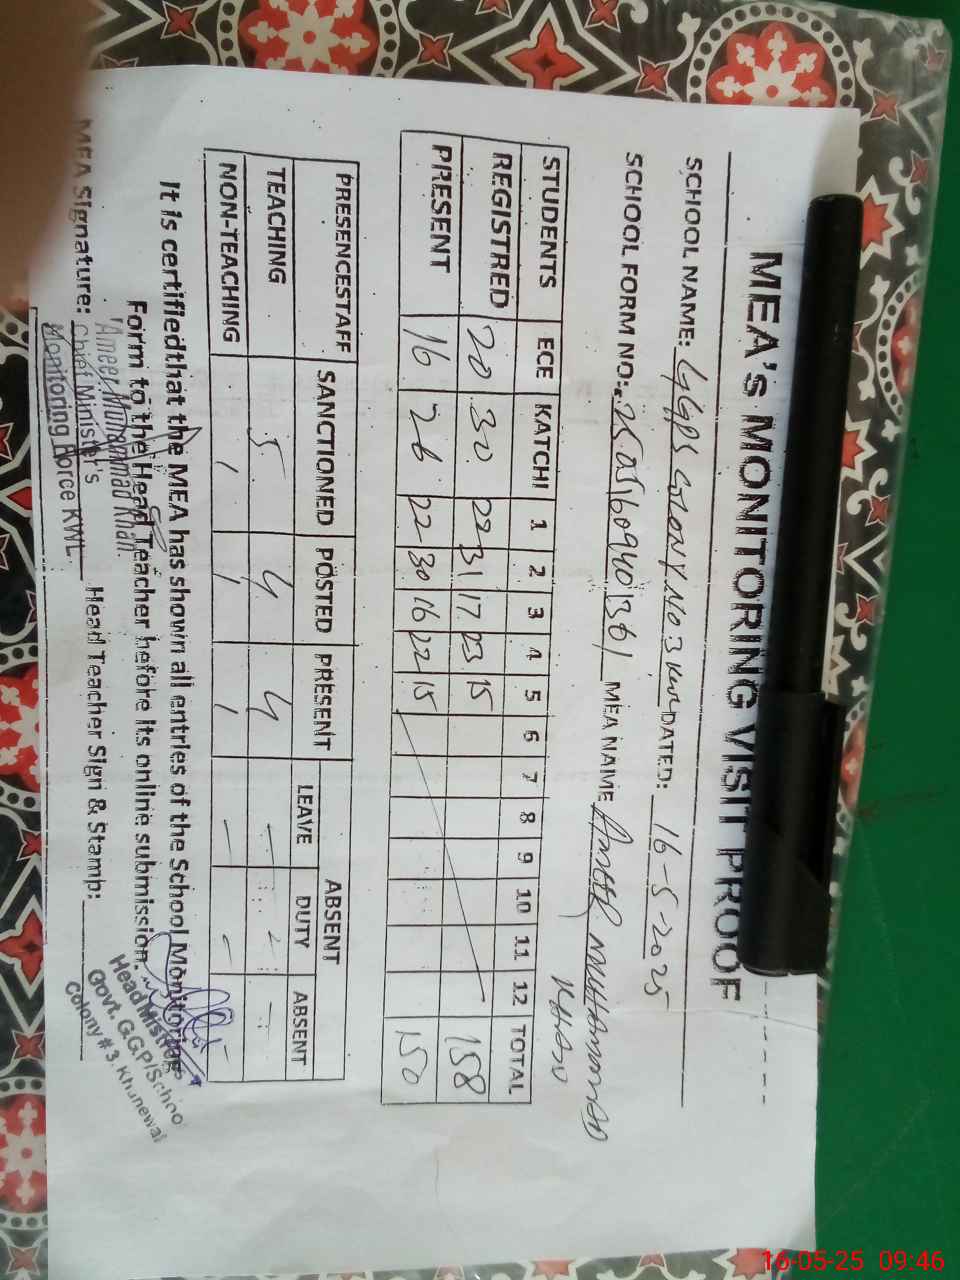 MEA's MONITORING VISIT PROOF
SCHOOL NAME: GGPS COLONY NO 3 KWL DATED: 16-5-2025
SCHOOL FORM NO: MEA NAME AMEER MUHAMMAD KHAN
STUDENTS ECE KATCHI 1 2 3 4 5 6 7 8 9 10 11 12 TOTAL
REGISTRED 20 30 22 31 17 23 15 158
PRESENT 16 26 22 30 16 22 15 150
PRESENCESTAFF SANCTIONED POSTED PRESENT ABSENT
LEAVE DUTY ABSENT
TEACHING 5 4 4 - - -
NON-TEACHING / / / - - -
It is certifiedthat the MEA has shown all entries of the School Monitoring
Form to the Head Teacher before its online submission.
Ameer Muhammad Khan
MEA Signature: Chief Minister's Head Teacher Sign & Stamp:
Monitoring Force KWL
Head Mistress
Govt. G.G.P/School
Colony # 3, Khanewal
16-05-25 09:46